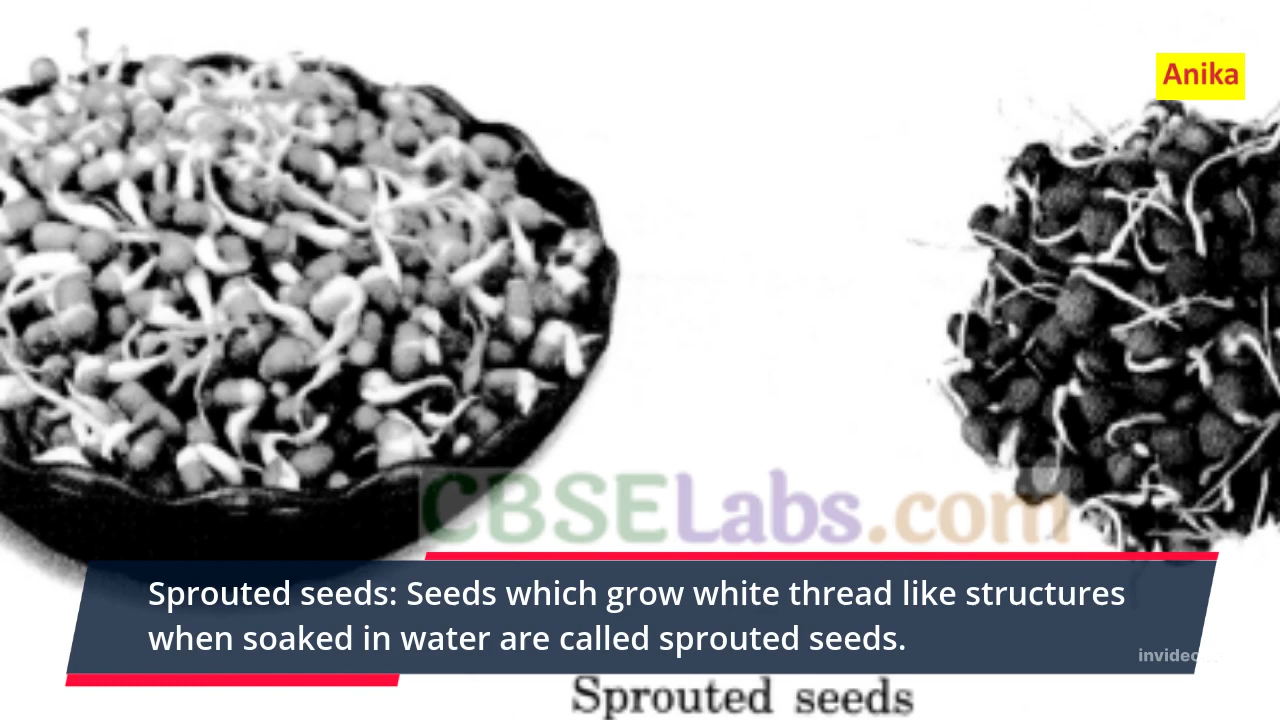 Anika
CBSELabs.com
Sprouted seeds: Seeds which grow white thread like structures
when soaked in water are called sprouted seeds.
invideo
Sprouted seeds